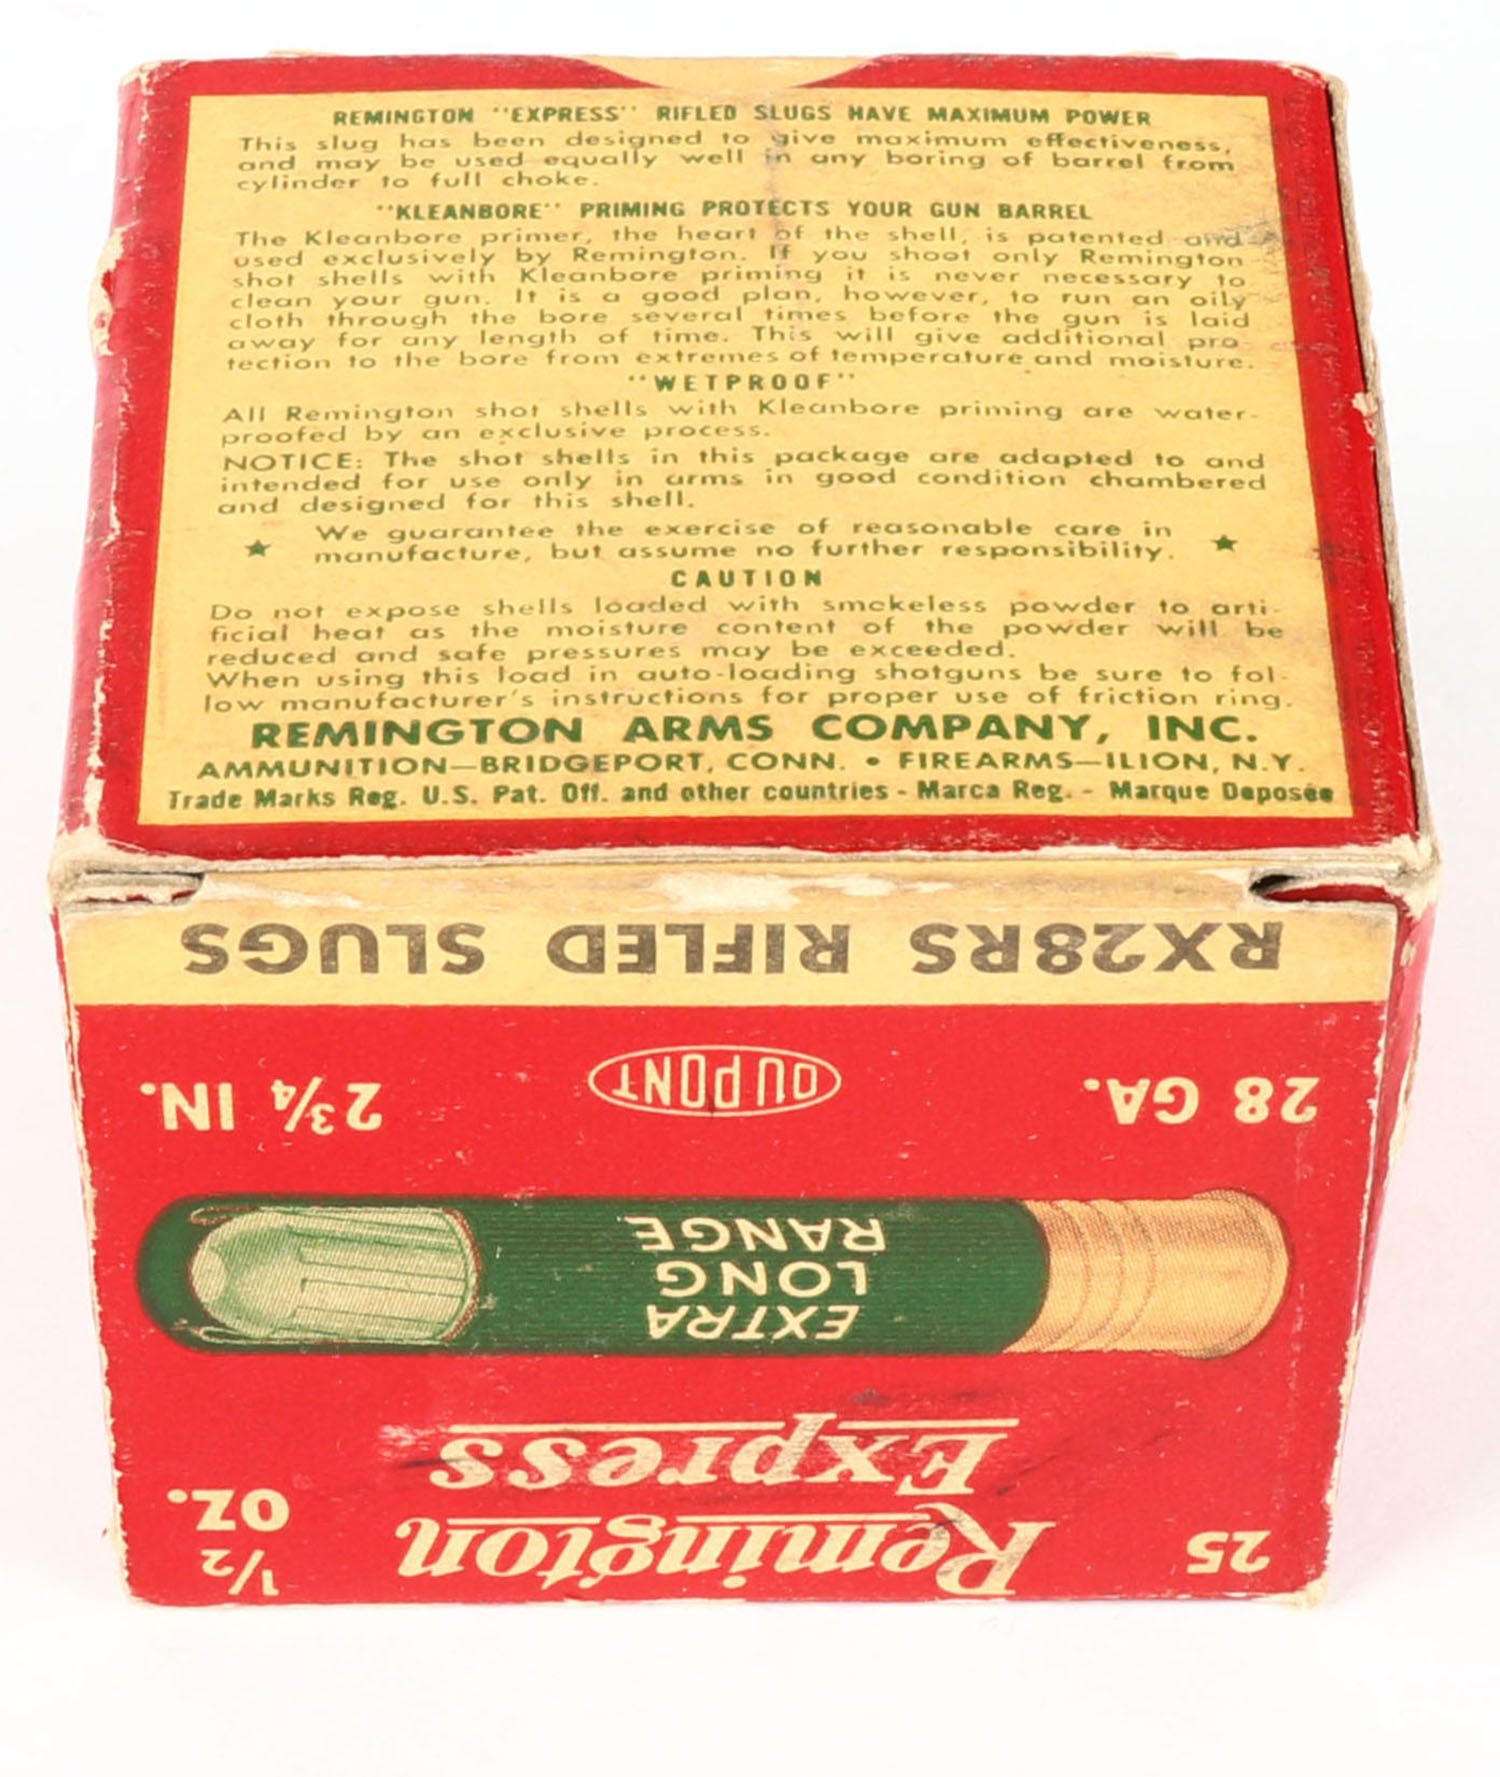 REMINGTON "EXPRESS" RIFLED SLUGS HAVE MAXIMUM POWER
This slug has been designed to give maximum effectiveness,
and may be used equally well in any boring of barrel from
cylinder to full choke.
"KLEANBORE" PRIMING PROTECTS YOUR GUN BARREL
The Kleanbore primer, the heart of the shell, is patented and
used exclusively by Remington. If you shoot only Remington
shot shells with Kleanbore priming it is never necessary to
clean your gun. It is a good plan, however, to run an oily
cloth through the bore several times before the gun is laid
away for any length of time. This will give additional pro-
tection to the bore from extremes of temperature and moisture.
"WETPROOF"
All Remington shot shells with Kleanbore priming are water-
proofed by an exclusive process.
NOTICE: The shot shells in this package are adapted to and
intended for use only in arms in good condition chambered
and designed for this shell.
We guarantee the exercise of reasonable care in
★ manufacture, but assume no further responsibility. ★
CAUTION
Do not expose shells loaded with smokeless powder to arti-
ficial heat as the moisture content of the powder will be
reduced and safe pressures may be exceeded.
When using this load in auto-loading shotguns be sure to fol-
low manufacturer's instructions for proper use of friction ring.
REMINGTON ARMS COMPANY, INC.
AMMUNITION—BRIDGEPORT, CONN. • FIREARMS—ILION, N.Y.
Trade Marks Reg. U.S. Pat. Off. and other countries - Marca Reg. - Marque Deposée
25
Remington
Express
1/2
OZ.
EXTRA
LONG
RANGE
28 GA.
DUPONT
2¾ IN.
RX28RS RIFLED SLUGS